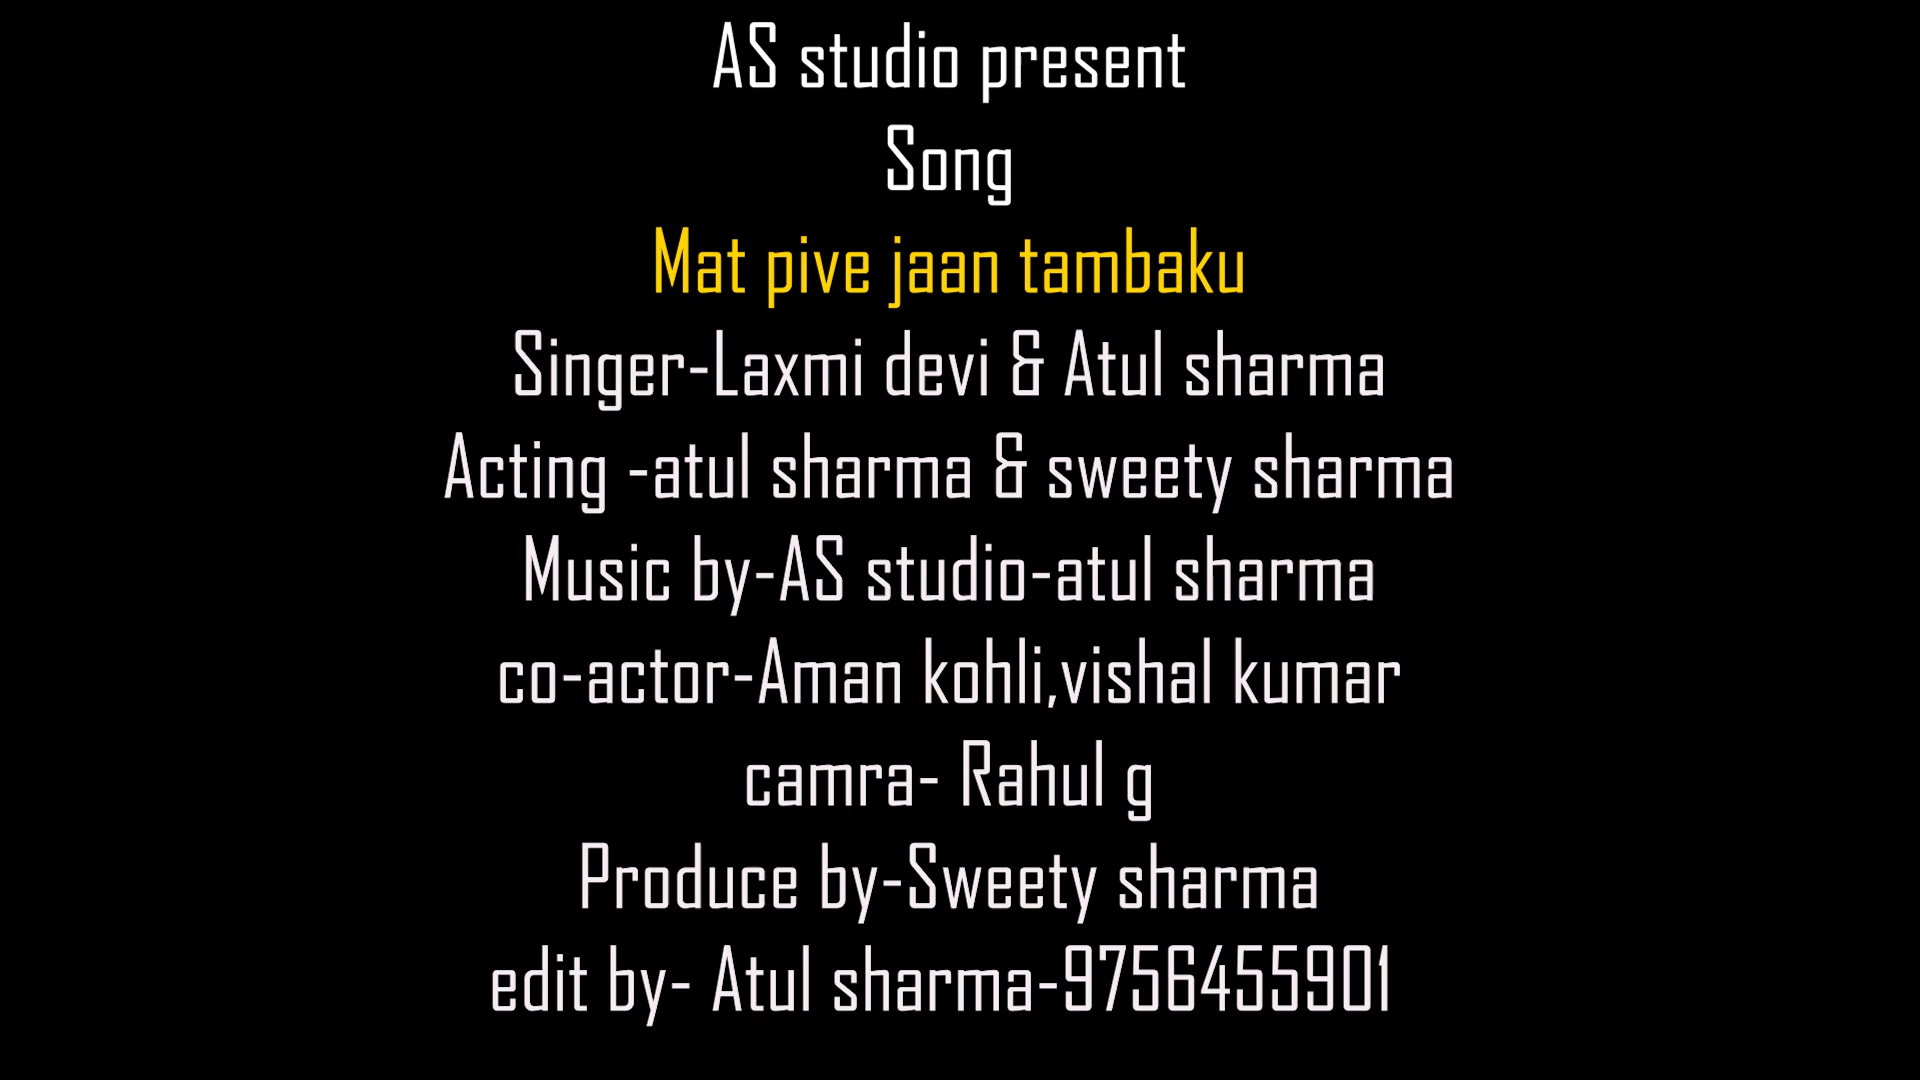 AS studio present
Song
Mat pive jaan tambaku
Singer-Laxmi devi & Atul sharma
Acting -atul sharma & sweety sharma
Music by-AS studio-atul sharma
co-actor-Aman kohli,vishal kumar
camra- Rahul g
Produce by-Sweety sharma
edit by- Atul sharma-9756455901